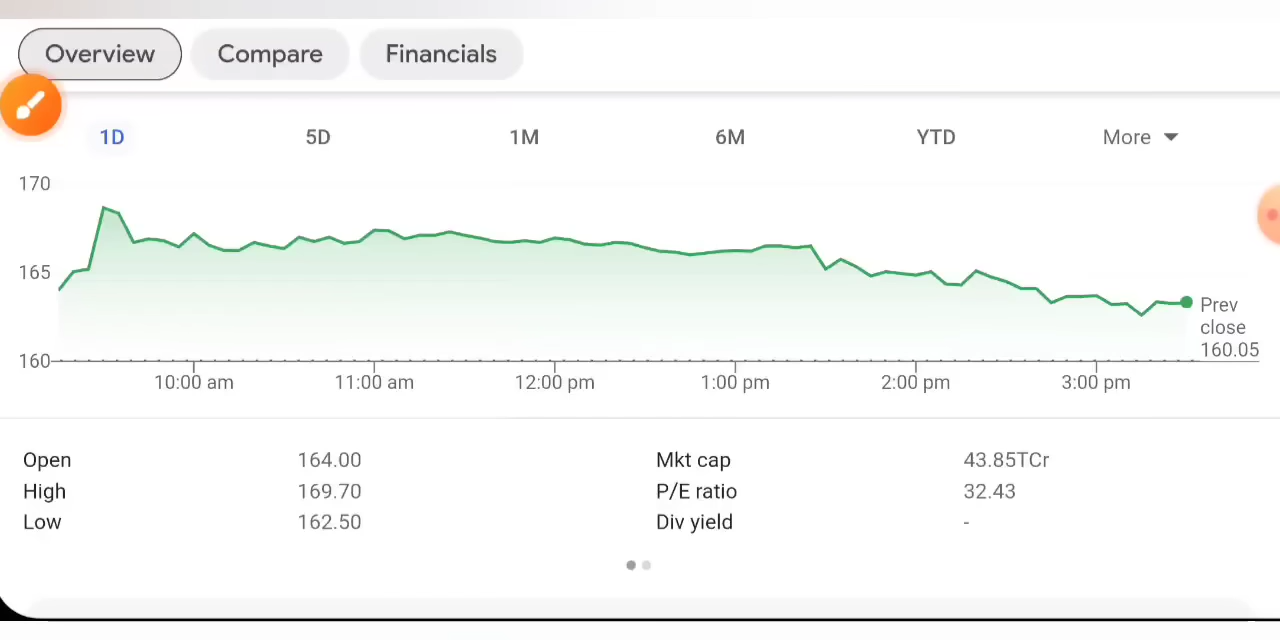 Overview Compare Financials
1D 5D 1M 6M YTD More
170
165
160
Prev
close
160.05
10:00 am 11:00 am 12:00 pm 1:00 pm 2:00 pm 3:00 pm
Open 164.00 Mkt cap 43.85TCr
High 169.70 P/E ratio 32.43
Low 162.50 Div yield -